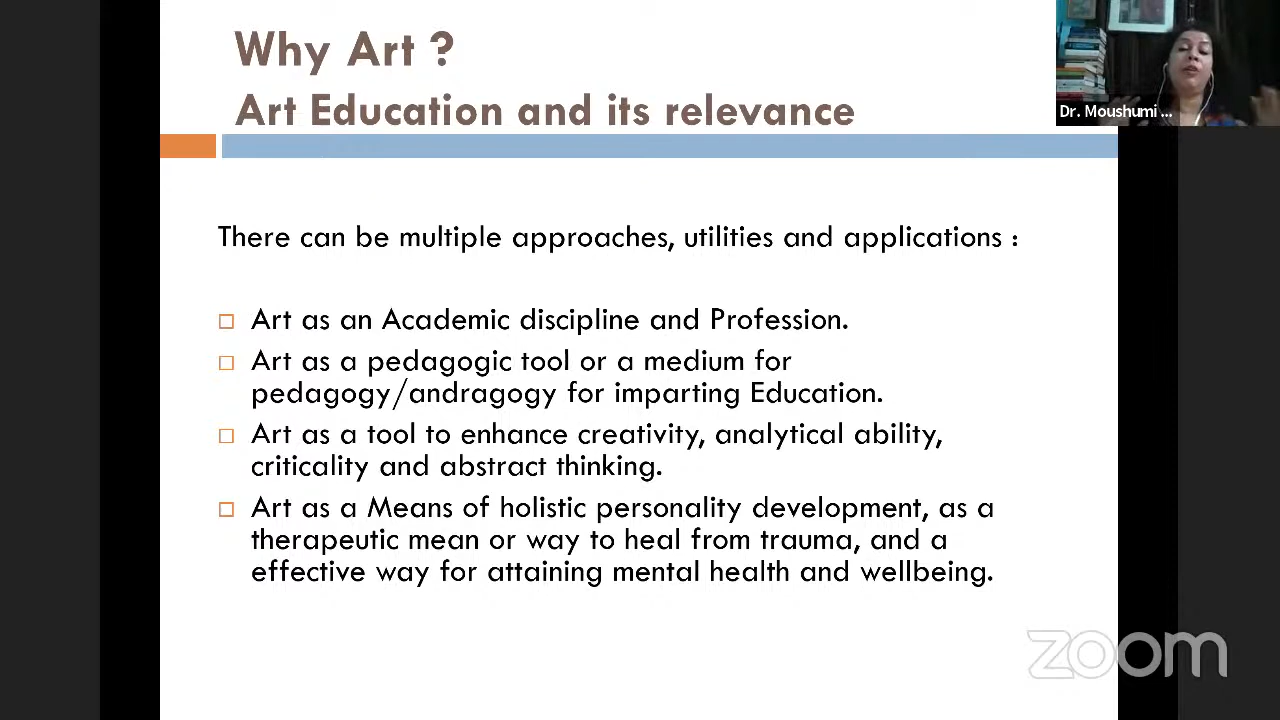 Why Art ?
Art Education and its relevance
Dr. Moushumi ...
There can be multiple approaches, utilities and applications :
Art as an Academic discipline and Profession.
Art as a pedagogic tool or a medium for
pedagogy/andragogy for imparting Education.
Art as a tool to enhance creativity, analytical ability,
criticality and abstract thinking.
Art as a Means of holistic personality development, as a
therapeutic mean or way to heal from trauma, and a
effective way for attaining mental health and wellbeing.
zoom